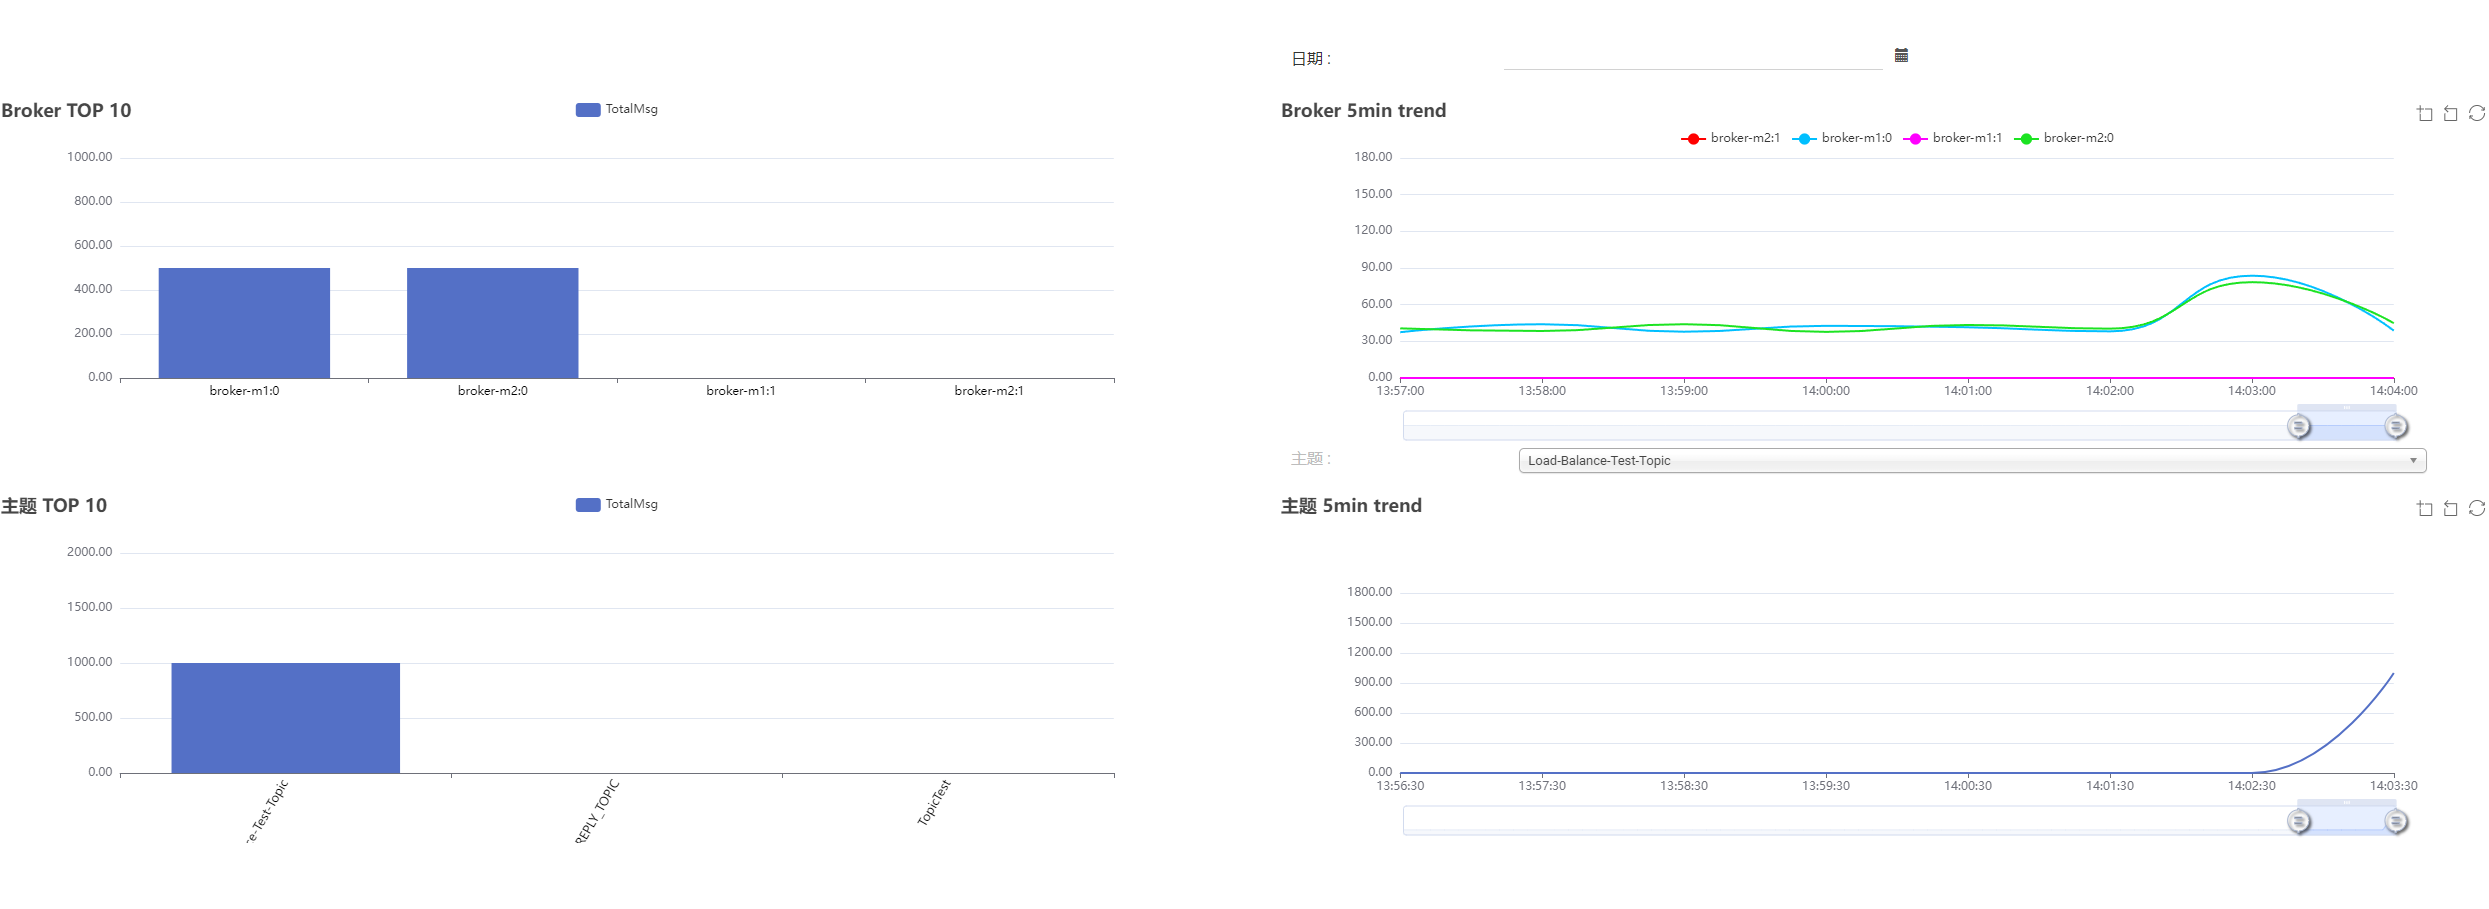 日期 :
Broker TOP 10
TotalMsg
1000.00
800.00
600.00
400.00
200.00
0.00
broker-m1:0 broker-m2:0 broker-m1:1 broker-m2:1
Broker 5min trend
broker-m2:1 broker-m1:0 broker-m1:1 broker-m2:0
180.00
150.00
120.00
90.00
60.00
30.00
0.00
13:57:00 13:58:00 13:59:00 14:00:00 14:01:00 14:02:00 14:03:00 14:04:00
主题 :
Load-Balance-Test-Topic
主题 TOP 10
TotalMsg
2000.00
1500.00
1000.00
500.00
0.00
ce-Test-Topic REPLY_TOPIC TopicTest
主题 5min trend
1800.00
1500.00
1200.00
900.00
600.00
300.00
0.00
13:56:30 13:57:30 13:58:30 13:59:30 14:00:30 14:01:30 14:02:30 14:03:30